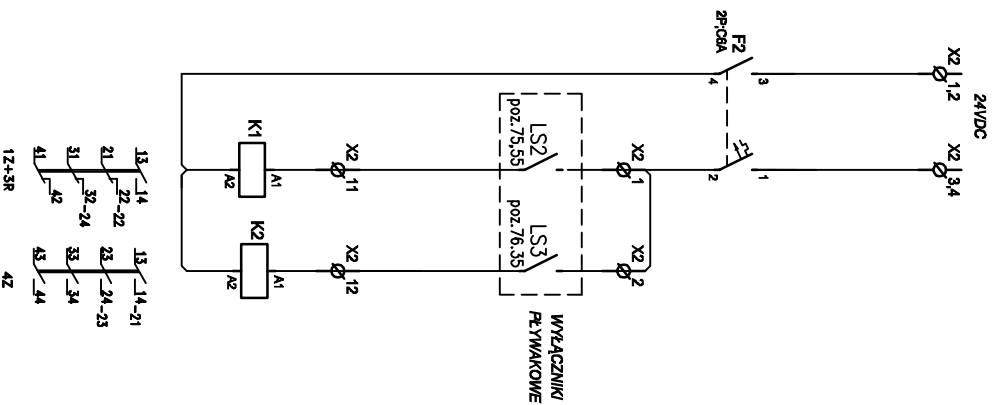 24VDC
X2
1,2
X2
3,4
F2
2P;C6A
3
4
1
2
X2
1
X2
2
LS2
poz.75,55
LS3
poz.76.35
WYŁĄCZNIKI
PŁYWAKOWE
X2
11
X2
12
K1
A1
A2
K2
A1
A2
13
14
21
22-22
31
32-24
41
42
1Z+3R
13
14-21
23
24-23
33
34
43
44
4Z